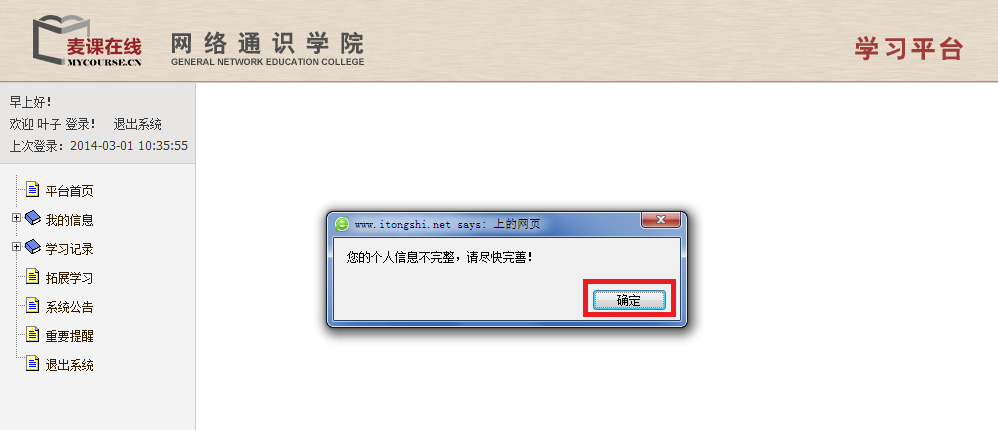 麦课在线
MYCOURSE.CN
网络通识学院
GENERAL NETWORK EDUCATION COLLEGE
学习平台
早上好!
欢迎 叶子 登录! 退出系统
上次登录：2014-03-01 10:35:55
平台首页
我的信息
学习记录
拓展学习
系统公告
重要提醒
退出系统
www.itongshi.net says: 上的网页
您的个人信息不完整，请尽快完善!
确定